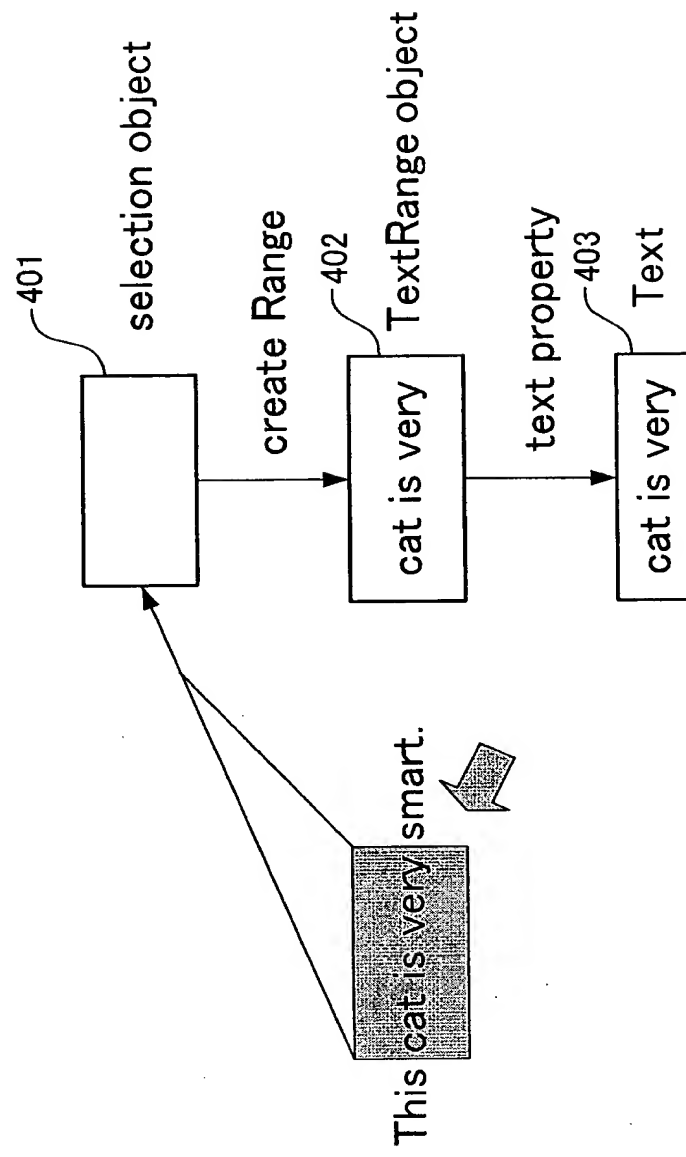 401
selection object
create Range
402
TextRange object
cat is very
text property
403
Text
cat is very
This cat is very smart.